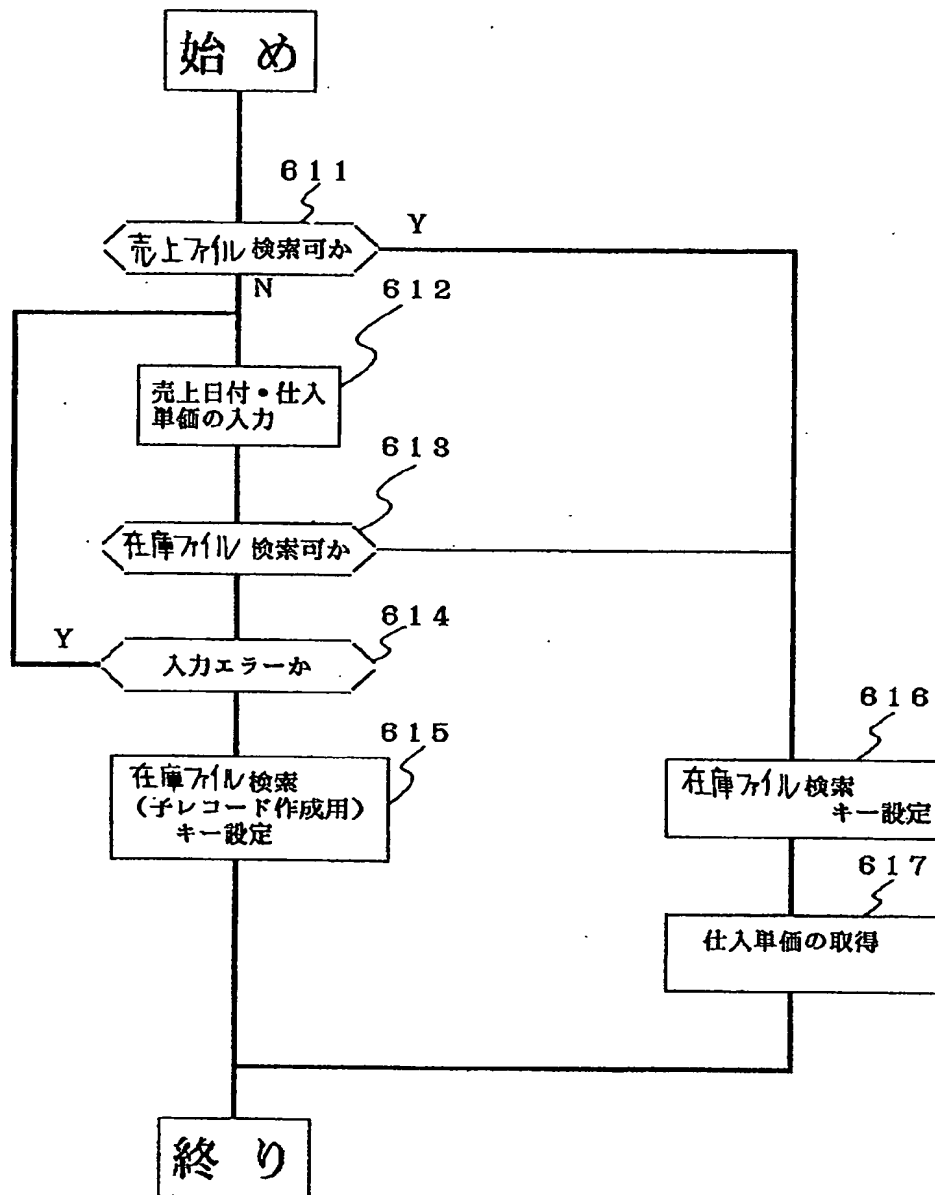 始め
611
売上ファイル検索可か
Y
N
612
売上日付・仕入
単価の入力
618
在庫ファイル検索可か
Y
614
入力エラーか
615
在庫ファイル検索
(子レコード作成用)
キー設定
616
在庫ファイル検索
キー設定
617
仕入単価の取得
終り